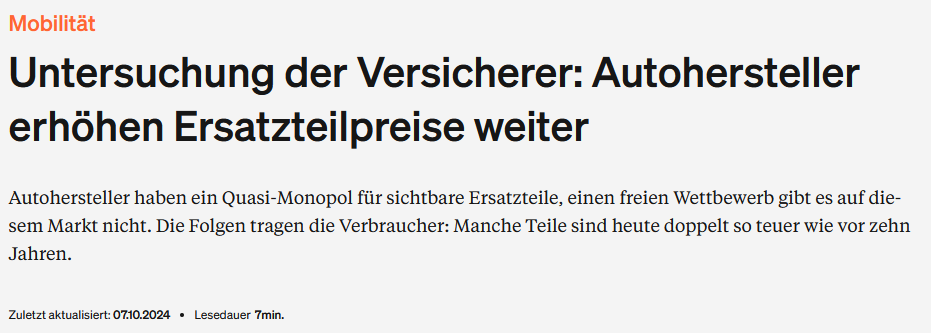 Mobilität
Untersuchung der Versicherer: Autohersteller
erhöhen Ersatzteilpreise weiter
Autohersteller haben ein Quasi-Monopol für sichtbare Ersatzteile, einen freien Wettbewerb gibt es auf die-
sem Markt nicht. Die Folgen tragen die Verbraucher: Manche Teile sind heute doppelt so teuer wie vor zehn
Jahren.
Zuletzt aktualisiert: 07.10.2024 • Lesedauer 7min.